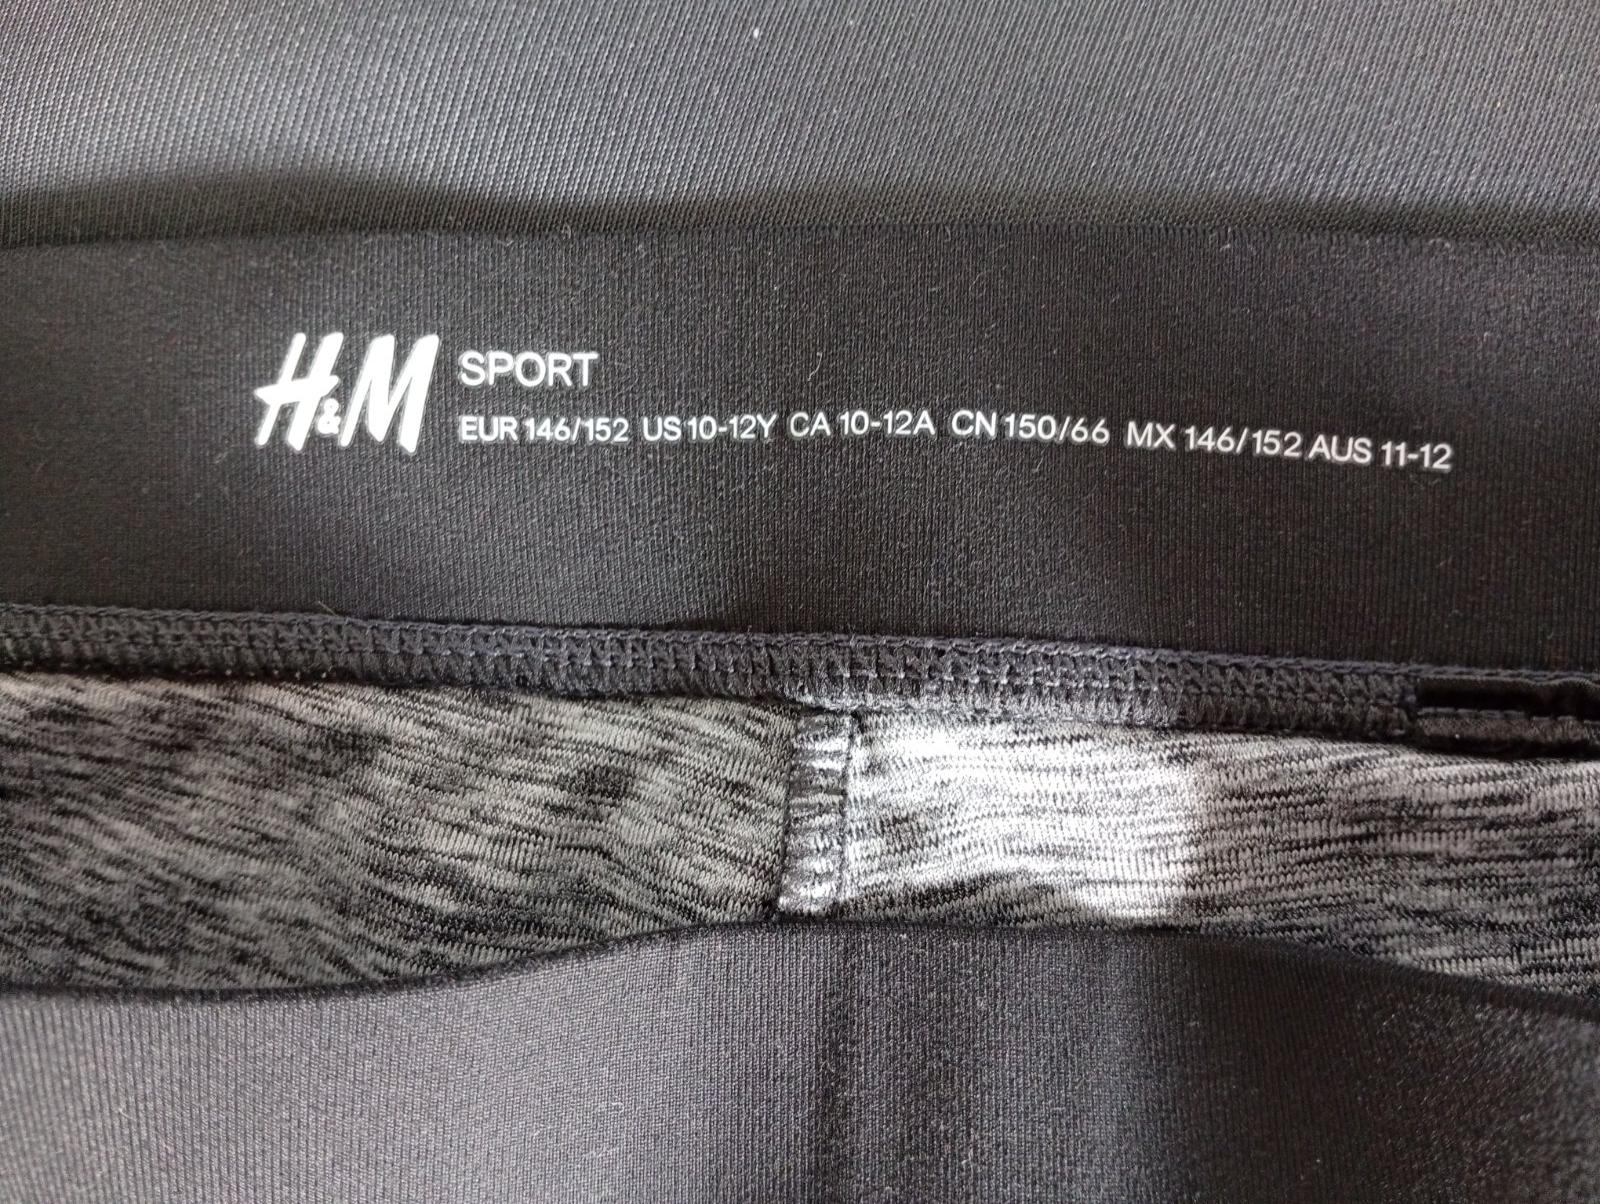 H&M SPORT
EUR 146/152 US 10-12Y CA 10-12A CN 150/66 MX 146/152 AUS 11-12